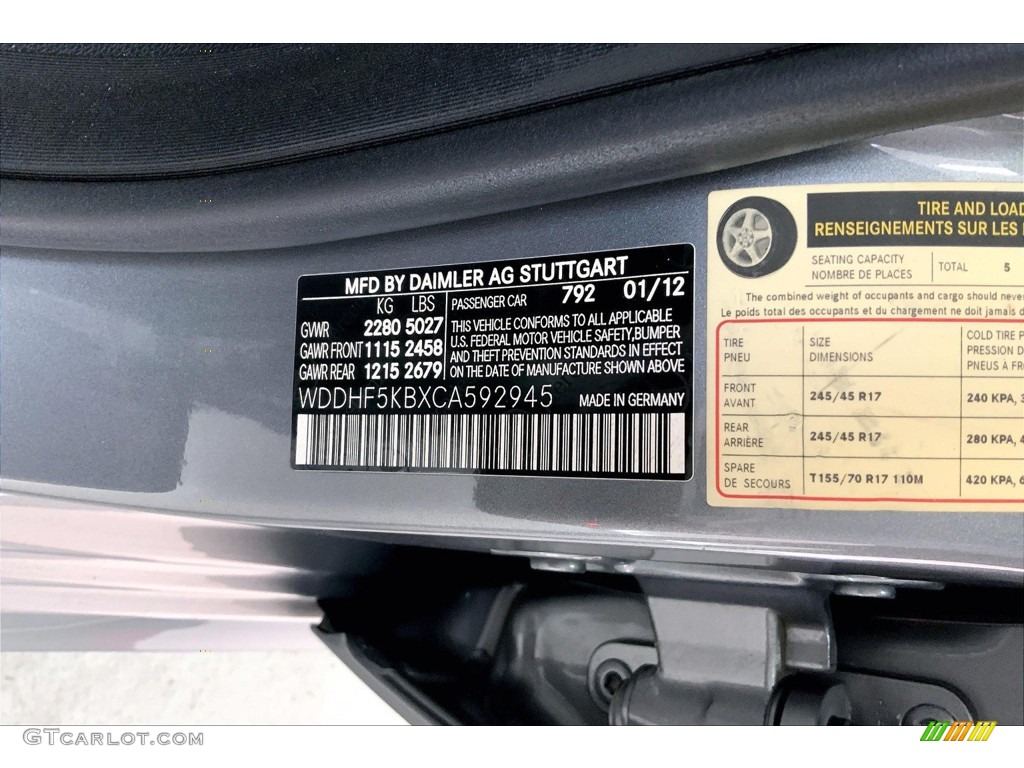 MFD BY DAIMLER AG STUTTGART
KG LBS
PASSENGER CAR 792 01/12
GVWR 2280 5027
GAWR FRONT 1115 2458
GAWR REAR 1215 2679
THIS VEHICLE CONFORMS TO ALL APPLICABLE
U.S. FEDERAL MOTOR VEHICLE SAFETY, BUMPER
AND THEFT PREVENTION STANDARDS IN EFFECT
ON THE DATE OF MANUFACTURE SHOWN ABOVE
WDDHF5KBXCA592945 MADE IN GERMANY
TIRE AND LOAD
RENSEIGNEMENTS SUR LES
SEATING CAPACITY
NOMBRE DE PLACES
TOTAL 5
The combined weight of occupants and cargo should never
Le poids total des occupants et du chargement ne doit jamais d
TIRE
PNEU
SIZE
DIMENSIONS
COLD TIRE P
PRESSION D
PNEUS À FR
FRONT
AVANT
245/45 R17
240 KPA, 3
REAR
ARRIÈRE
245/45 R17
280 KPA, 4
SPARE
DE SECOURS
T155/70 R17 110M
420 KPA, 6
GTcarlot.com